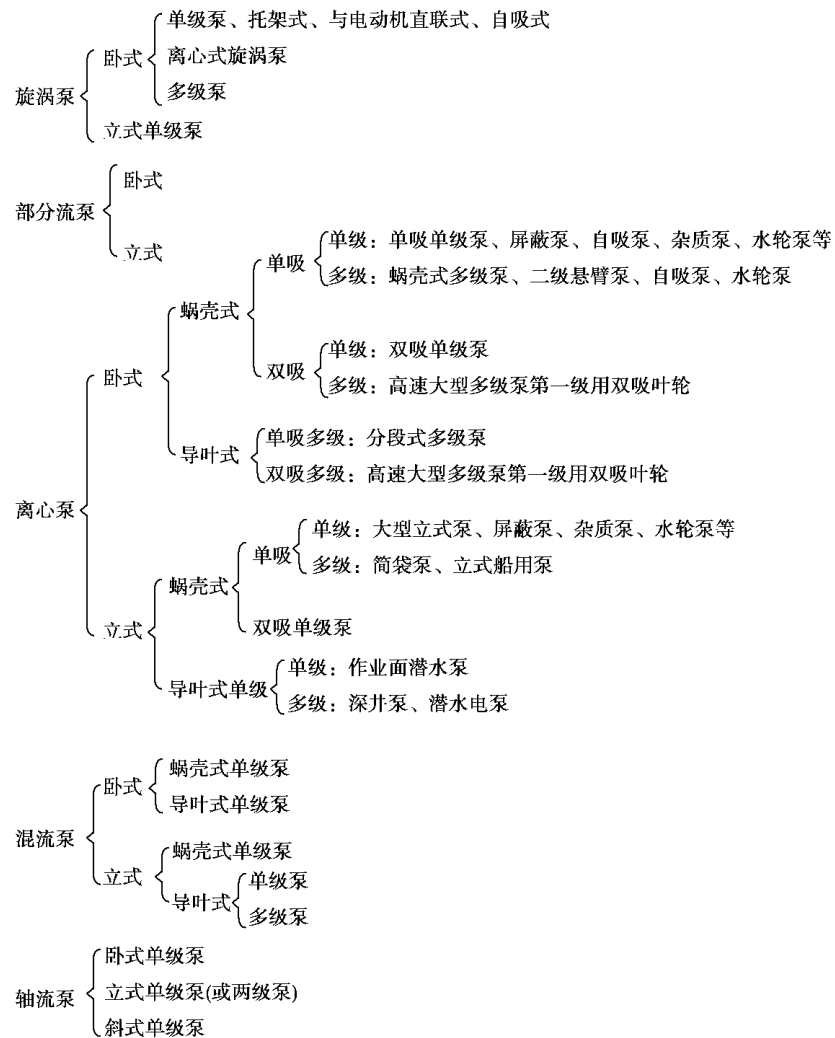 单级泵、托架式、与电动机直联式、自吸式
卧式
离心式旋涡泵
多级泵
旋涡泵
立式单级泵
卧式
部分流泵
立式
单级：单吸单级泵、屏蔽泵、自吸泵、杂质泵、水轮泵等
单吸
多级：蜗壳式多级泵、二级悬臂泵、自吸泵、水轮泵
蜗壳式
单级：双吸单级泵
双吸
多级：高速大型多级泵第一级用双吸叶轮
卧式
单吸多级：分段式多级泵
导叶式
双吸多级：高速大型多级泵第一级用双吸叶轮
离心泵
单级：大型立式泵、屏蔽泵、杂质泵、水轮泵等
单吸
多级：简袋泵、立式船用泵
蜗壳式
双吸单级泵
立式
单级：作业面潜水泵
导叶式单级
多级：深井泵、潜水电泵
蜗壳式单级泵
卧式
导叶式单级泵
混流泵
蜗壳式单级泵
立式
单级泵
导叶式
多级泵
卧式单级泵
轴流泵
立式单级泵(或两级泵)
斜式单级泵